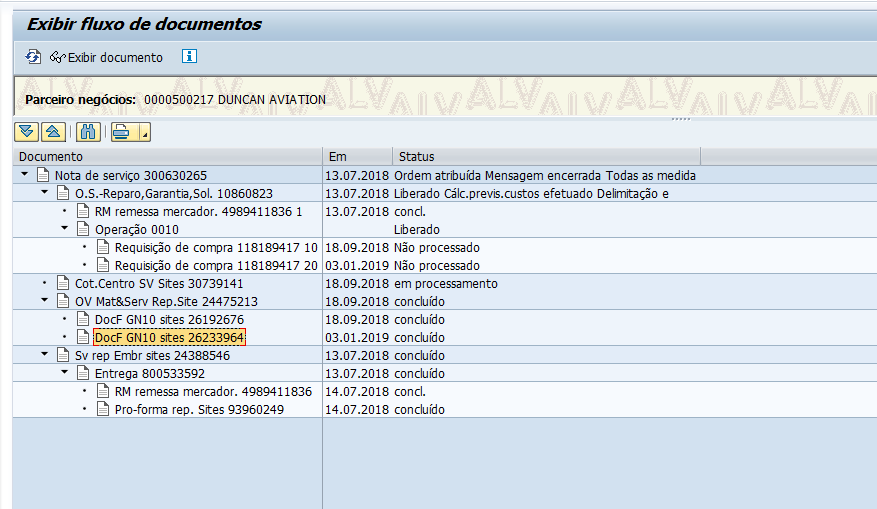 Exibir fluxo de documentos
Exibir documento
Parceiro negócios: 0000500217 DUNCAN AVIATION
Documento Em Status
Nota de serviço 300630265 13.07.2018 Ordem atribuída Mensagem encerrada Todas as medida
O.S.-Reparo,Garantia,Sol. 10860823 13.07.2018 Liberado Cálc.previs.custos efetuado Delimitação e
RM remessa mercador. 4989411836 1 13.07.2018 concl.
Operação 0010 Liberado
Requisição de compra 118189417 10 18.09.2018 Não processado
Requisição de compra 118189417 20 03.01.2019 Não processado
Cot.Centro SV Sites 30739141 18.09.2018 em processamento
OV Mat&Serv Rep.Site 24475213 18.09.2018 concluído
DocF GN10 sites 26192676 18.09.2018 concluído
DocF GN10 sites 26233964 03.01.2019 concluído
Sv rep Embr sites 24388546 13.07.2018 concluído
Entrega 800533592 13.07.2018 concluído
RM remessa mercador. 4989411836 14.07.2018 concl.
Pro-forma rep. Sites 93960249 14.07.2018 concluído